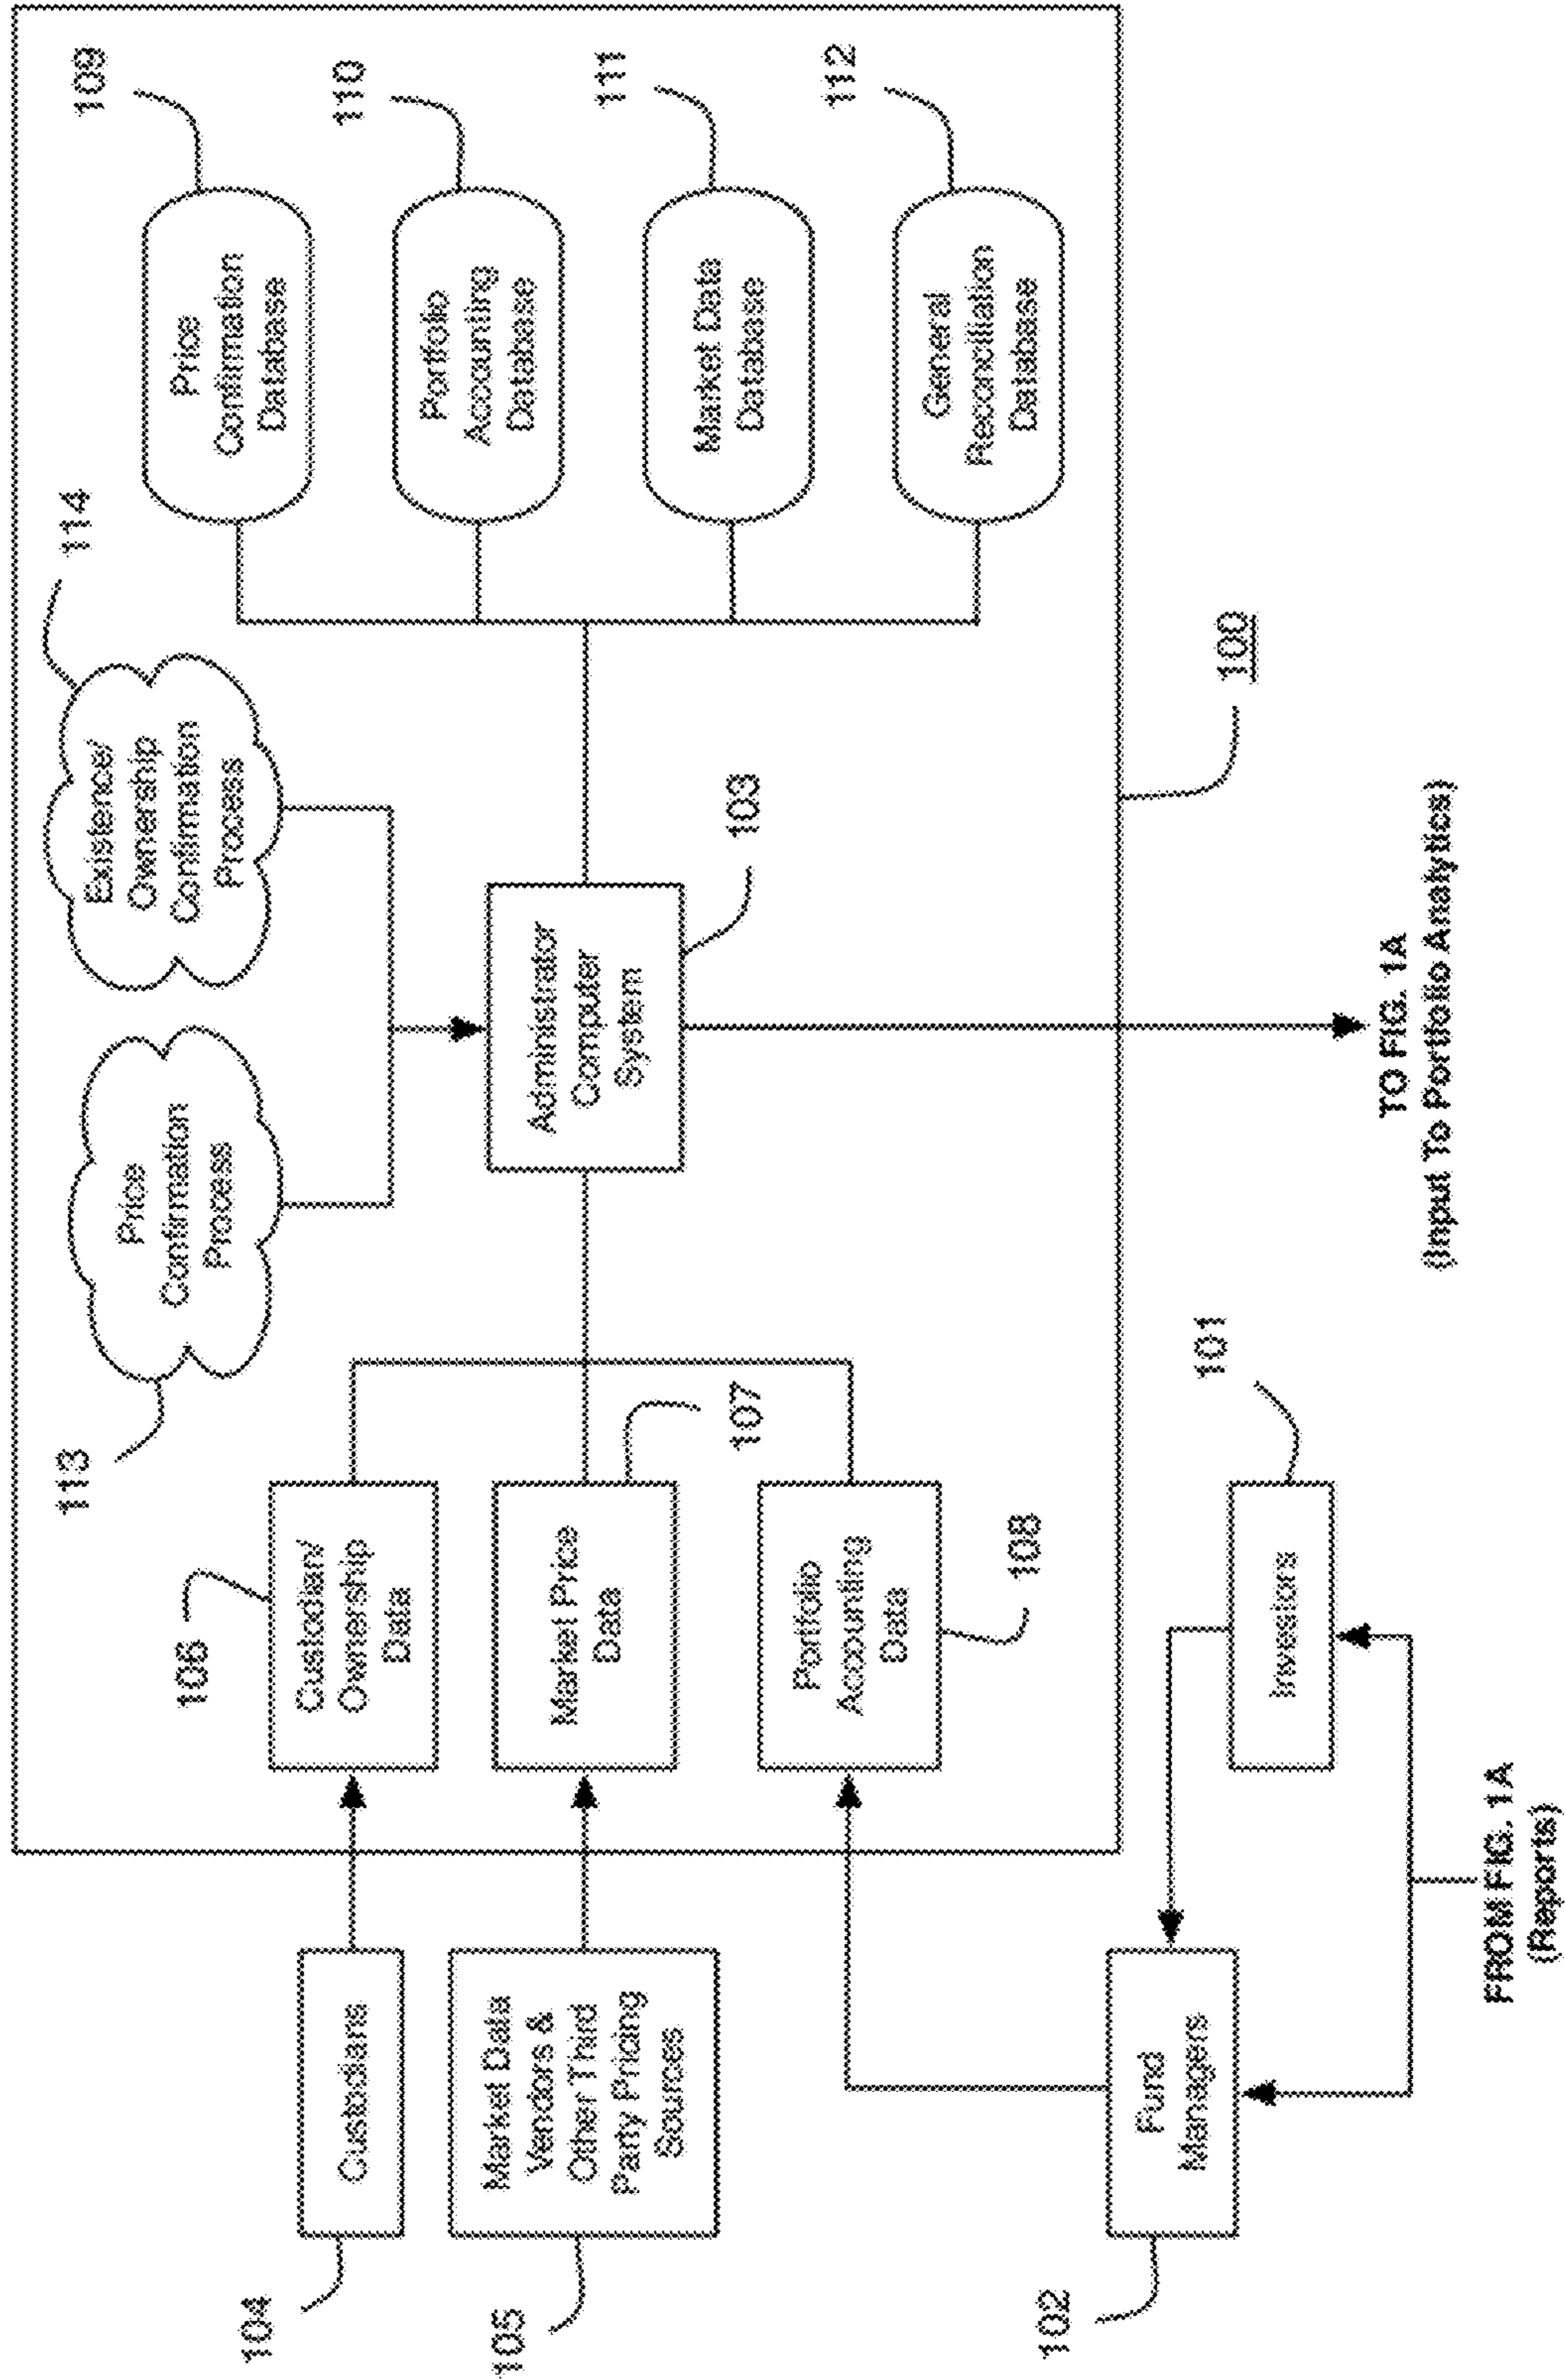 113
Price
Confirmation
Process
114
Existence/
Ownership
Confirmation
Process
109
Price
Confirmation
Database
104
Custodians
106
Custodian/
Ownership
Data
110
Portfolio
Accounting
Database
105
Market Data
Vendors &
Other Third
Party Pricing
Sources
Market Price
Data
107
Administrator
Computer
System
103
111
Market Data
Database
Portfolio
Accounting
Data
108
112
General
Reconciliation
Database
102
Fund
Managers
101
Investors
100
FROM FIG. 1A
(Reports)
TO FIG. 1A
(Input To Portfolio Analytics)